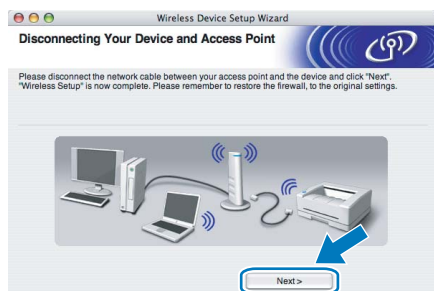 Wireless Device Setup Wizard
Disconnecting Your Device and Access Point
Please disconnect the network cable between your access point and the device and click "Next".
"Wireless Setup" is now complete. Please remember to restore the firewall, to the original settings.
Next >